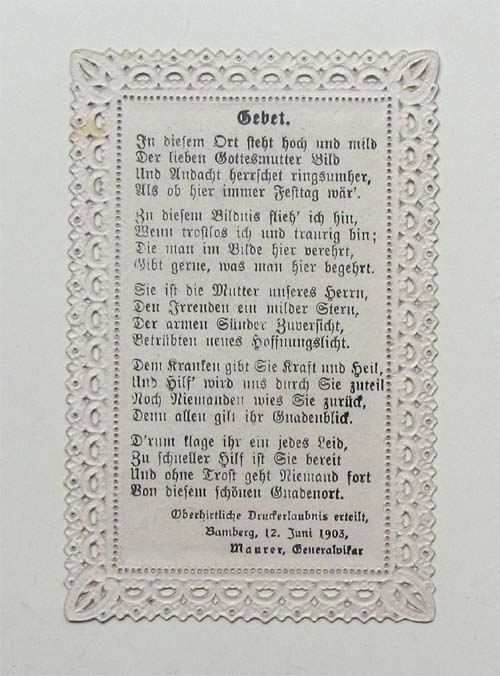 Gebet.
In diesem Ort steht hoch und mild
Der lieben Gottesmutter Bild
Und Andacht herrschet ringsumher,
Als ob hier immer Festtag wär'.
Zu diesem Bildnis flieh' ich hin,
Wenn trostlos ich und traurig bin;
Die man im Bilde hier verehrt,
Gibt gerne, was man hier begehrt.
Sie ist die Mutter unseres Herrn,
Den Irrenden ein milder Stern,
Der armen Sünder Zuversicht,
Betrübten neues Hoffnungslicht.
Dem Kranken gibt Sie Kraft und Heil,
Und Hilf' wird uns durch Sie zuteil
Noch Niemanden wies Sie zurück,
Denn allen gilt ihr Gnadenblick.
D'rum klage ihr ein jedes Leid,
Zu schneller Hilf ist Sie bereit
Und ohne Trost geht Niemand fort
Von diesem schönen Gnadenort.
Oberhirtliche Druckerlaubnis erteilt,
Bamberg, 12. Juni 1903,
Maurer, Generalvikar